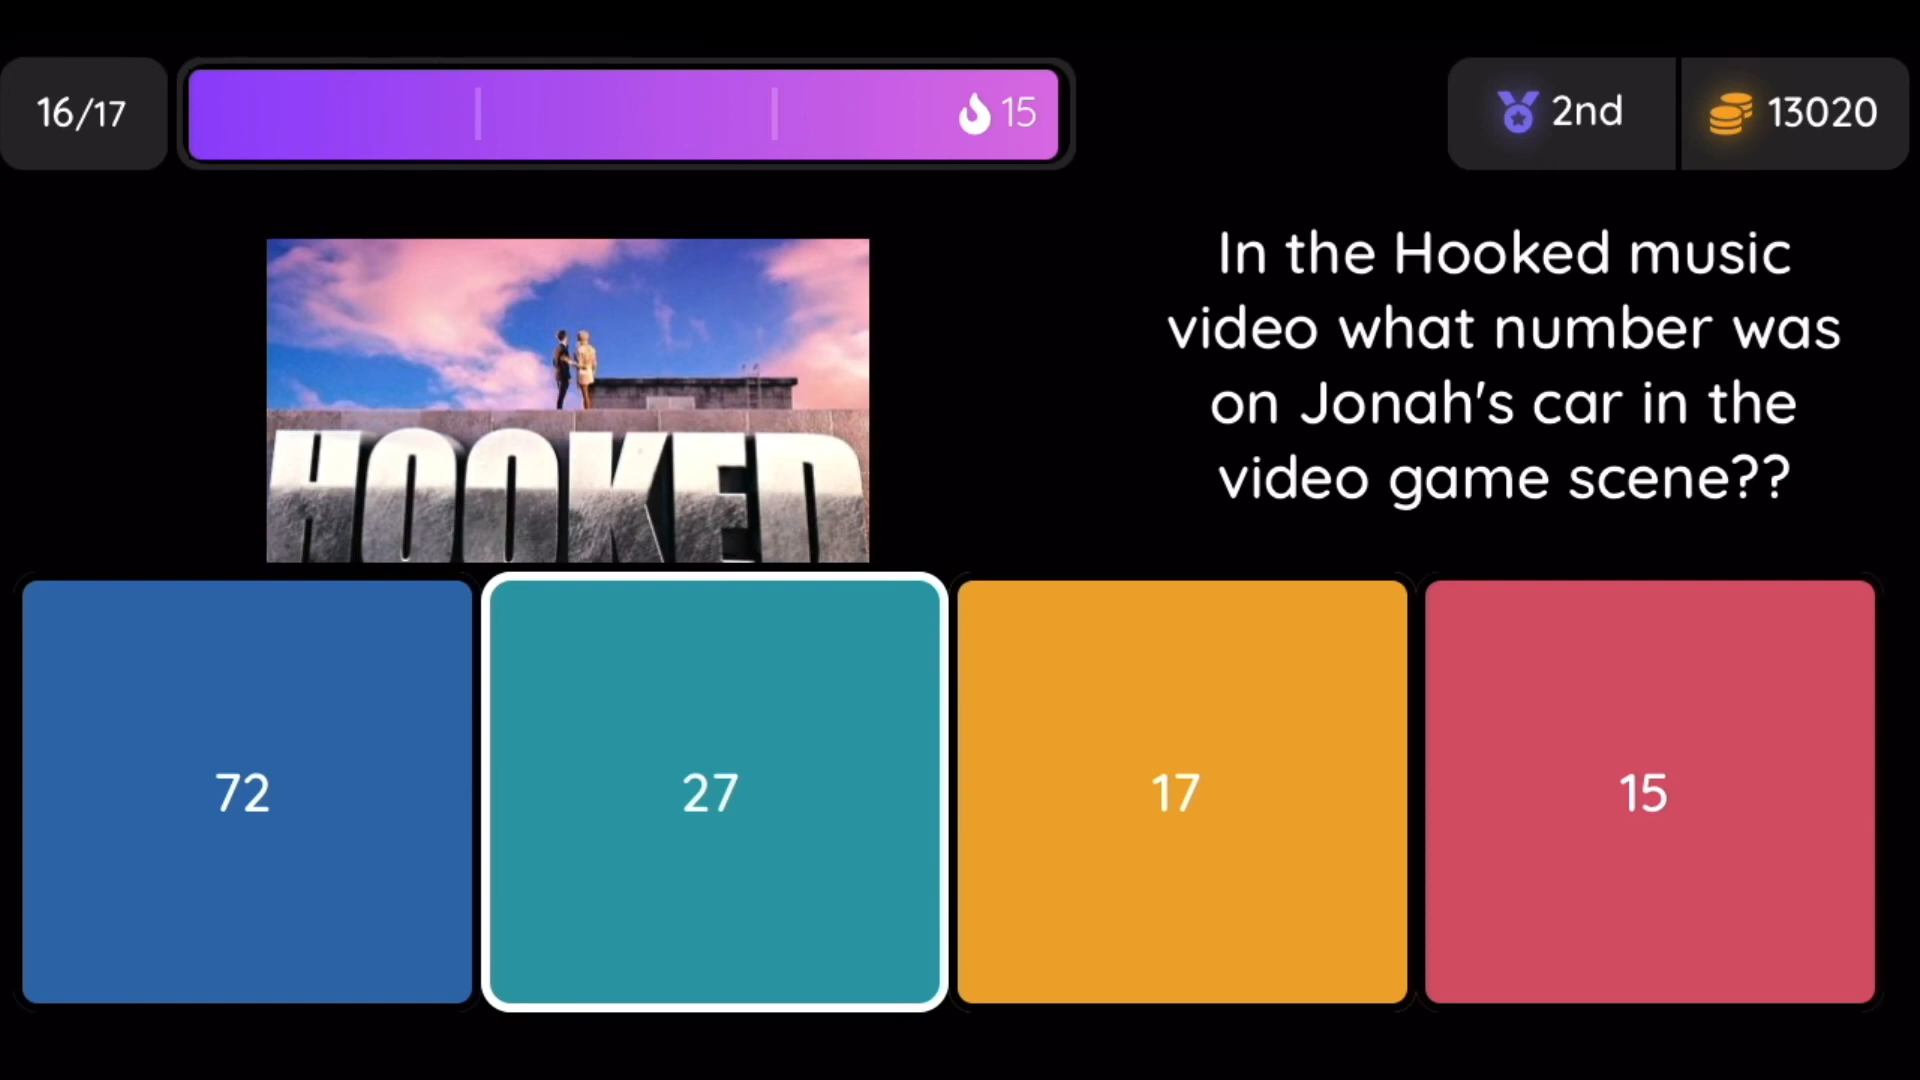 16/17
15
2nd
13020
In the Hooked music
video what number was
on Jonah's car in the
video game scene??
HOOKED
72
27
17
15